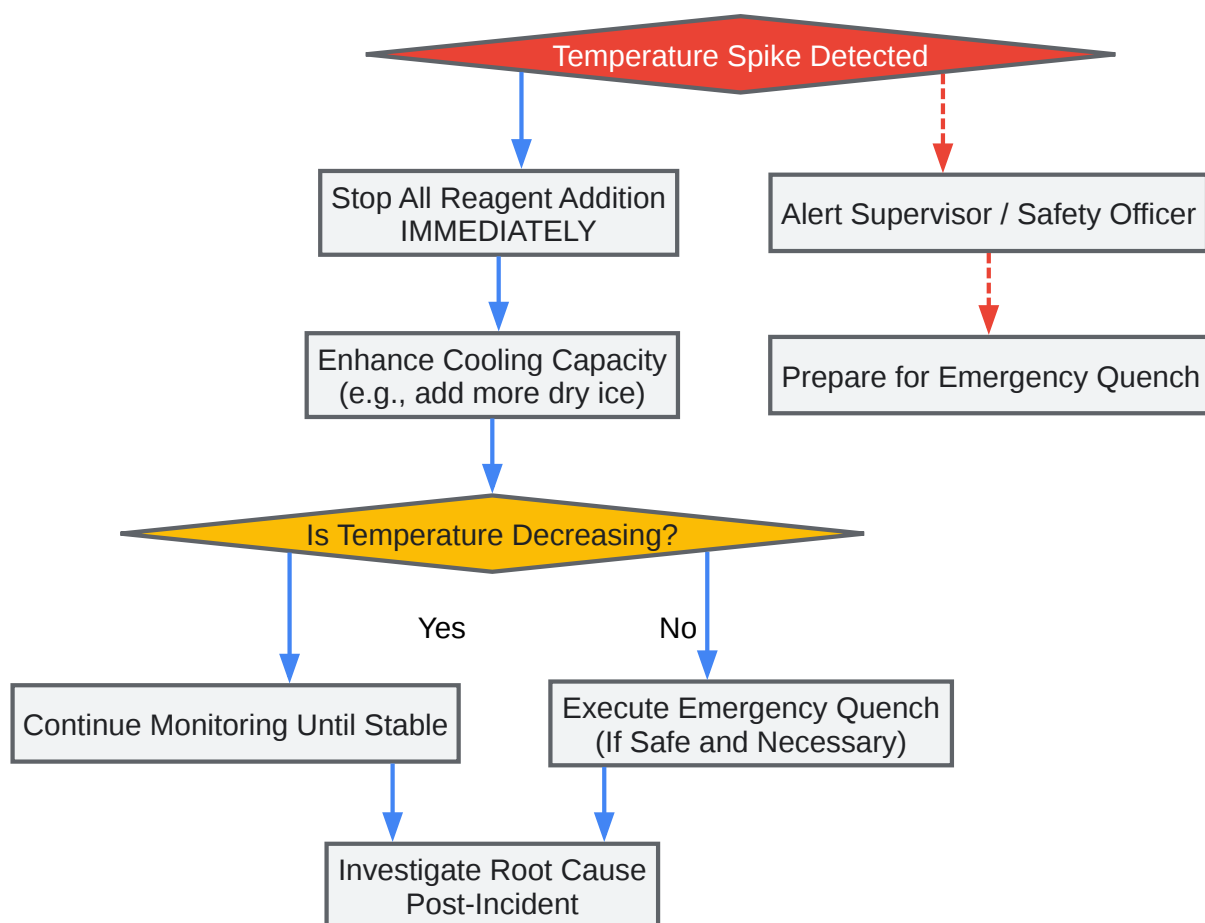 Temperature Spike Detected
Stop All Reagent Addition
IMMEDIATELY
Alert Supervisor / Safety Officer
Enhance Cooling Capacity
(e.g., add more dry ice)
Prepare for Emergency Quench
Is Temperature Decreasing?
Yes
No
Continue Monitoring Until Stable
Execute Emergency Quench
(If Safe and Necessary)
Investigate Root Cause
Post-Incident